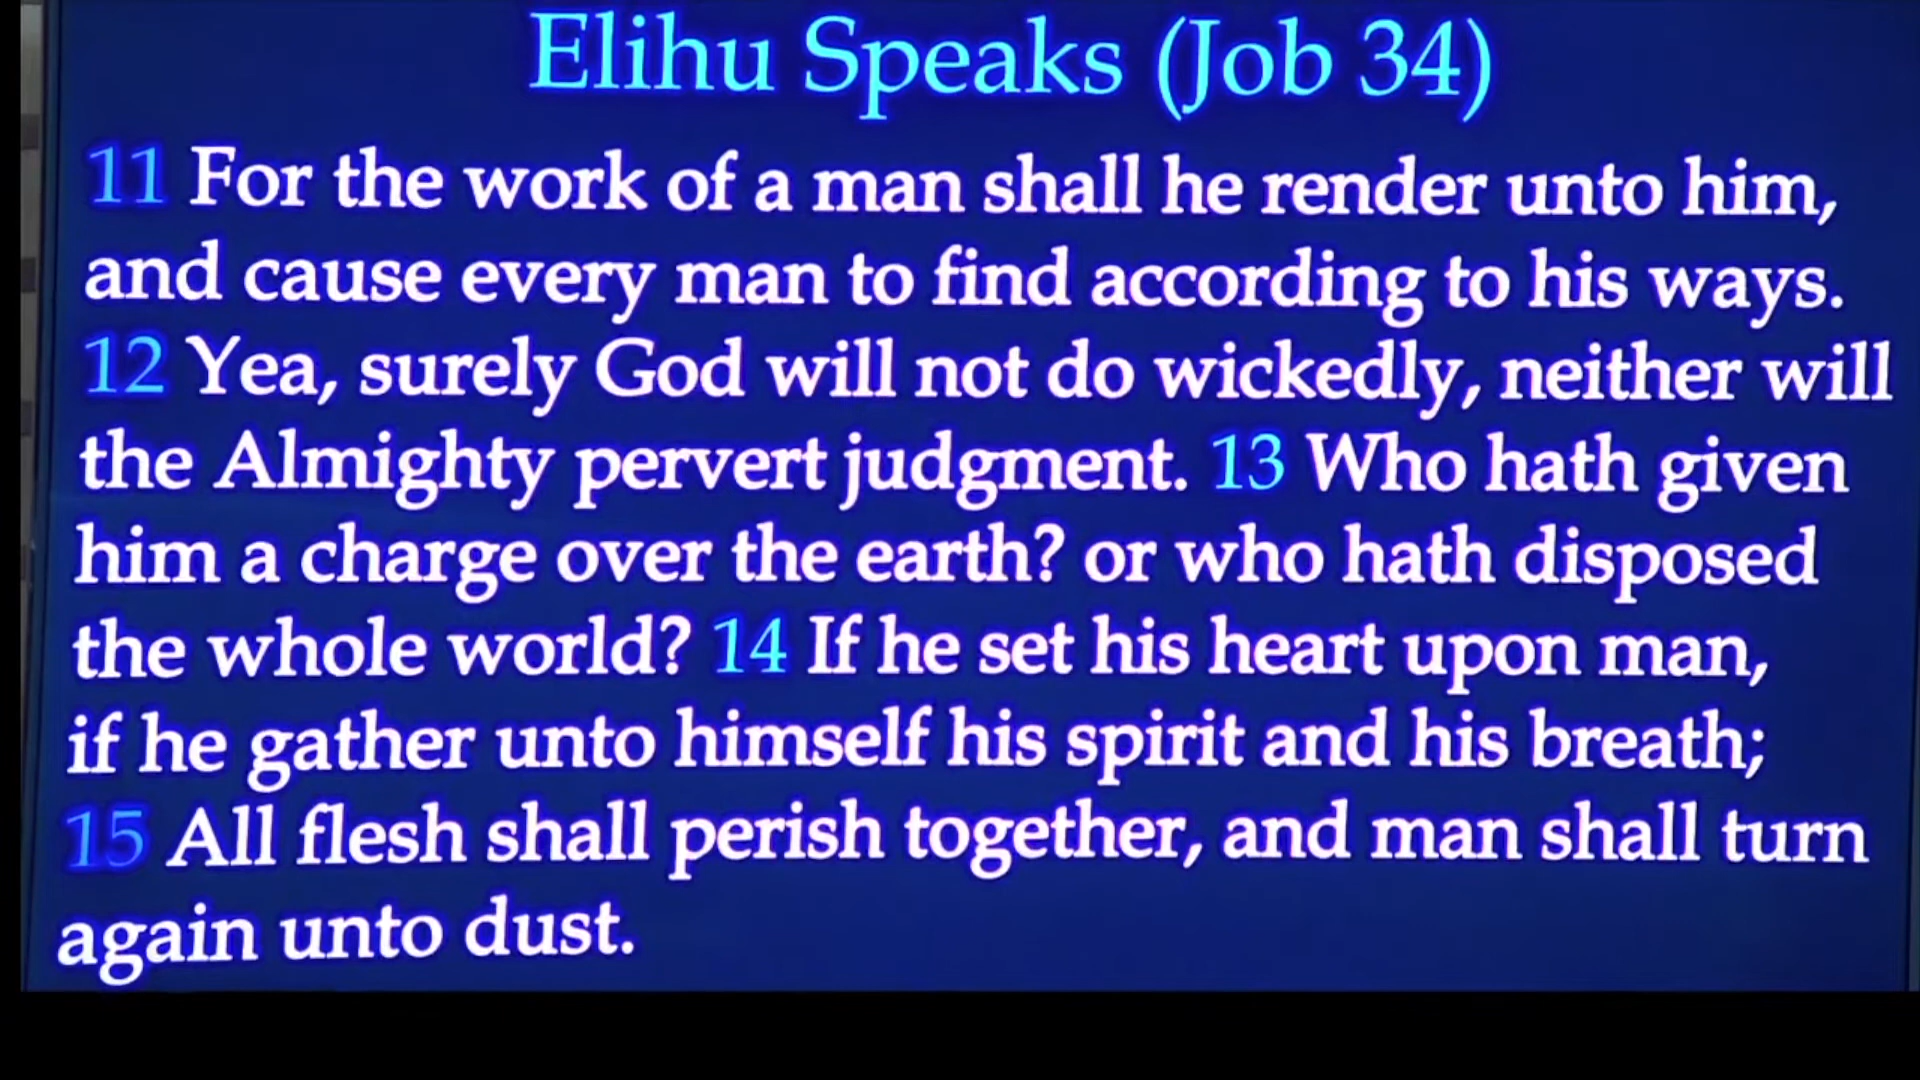 Elihu Speaks (Job 34)
11 For the work of a man shall he render unto him,
and cause every man to find according to his ways.
12 Yea, surely God will not do wickedly, neither will
the Almighty pervert judgment. 13 Who hath given
him a charge over the earth? or who hath disposed
the whole world? 14 If he set his heart upon man,
if he gather unto himself his spirit and his breath;
15 All flesh shall perish together, and man shall turn
again unto dust.